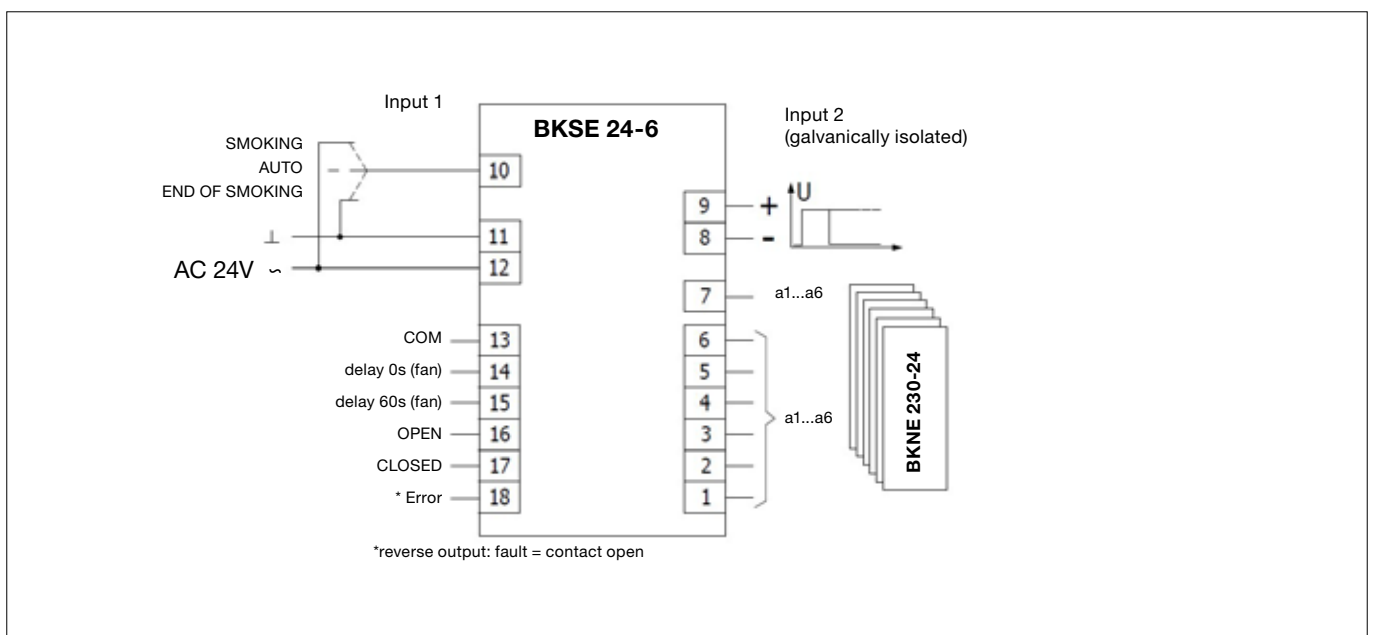 Input 1
BKSE 24-6
Input 2
(galvanically isolated)
SMOKING
AUTO
END OF SMOKING
10
⊥
11
AC 24V ~
12
9
+
U
8
-
7
a1...a6
COM
13
delay 0s (fan)
14
delay 60s (fan)
15
OPEN
16
CLOSED
17
* Error
18
6
5
4
3
2
1
a1...a6
BKNE 230-24
*reverse output: fault = contact open